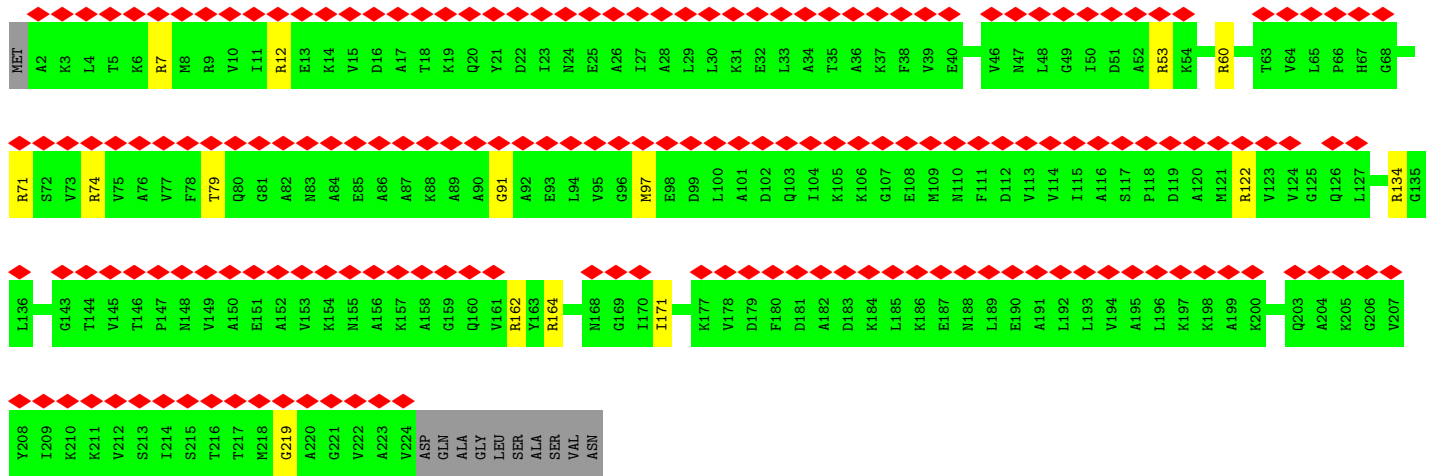 MET A2 K3 L4 T5 K6 R7 M8 R9 V10 I11 R12 E13 K14 V15 D16 A17 T18 K19 Q20 Y21 D22 I23 N24 E25 A26 I27 A28 L29 L30 K31 E32 L33 A34 T35 A36 K37 F38 V39 E40 V46 N47 L48 G49 I50 D51 A52 R53 K54 R60 T63 V64 L65 P66 H67 G68
R71 S72 V73 R74 V75 A76 V77 F78 T79 Q80 G81 A82 N83 A84 E85 A86 A87 K88 A89 A90 G91 A92 E93 L94 V95 G96 M97 E98 D99 L100 A101 D102 Q103 I104 K105 K106 G107 E108 M109 N110 F111 D112 V113 V114 I115 A116 S117 P118 D119 A120 M121 R122 V123 V124 G125 Q126 L127 R134 G135
L136 G143 T144 V145 T146 P147 N148 V149 A150 E151 A152 V153 K154 N155 A156 K157 A158 G159 Q160 V161 R162 Y163 R164 N168 G169 I170 I171 K177 V178 D179 F180 D181 A182 D183 K184 L185 K186 E187 N188 L189 E190 A191 L192 L193 V194 A195 L196 K197 K198 A199 K200 Q203 A204 K205 G206 V207
Y208 I209 K210 K211 V212 S213 I214 S215 T216 T217 M218 G219 A220 G221 V222 A223 V224 ASP GLN ALA GLY LEU SER ALA SER VAL ASN